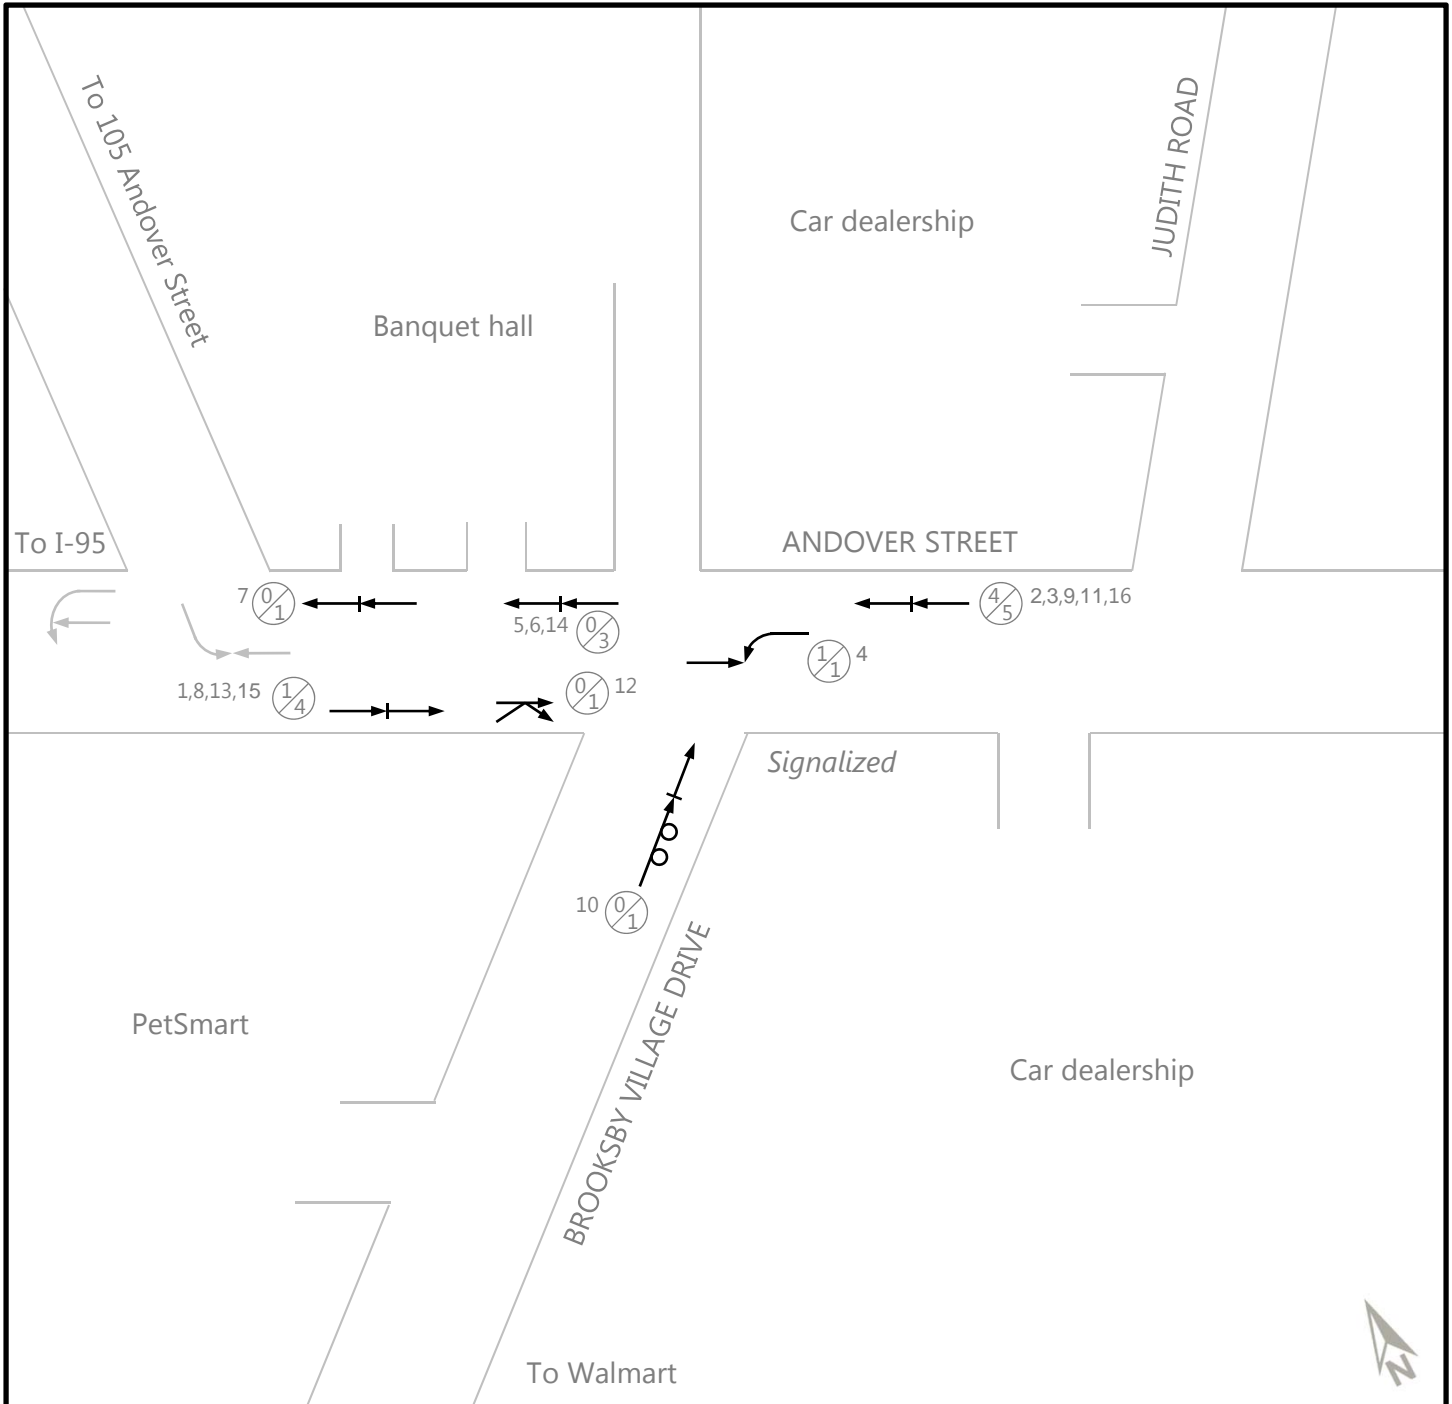 To 105 Andover Street
JUDITH ROAD
Car dealership
Banquet hall
To I-95
ANDOVER STREET
7 0/1
5,6,14 0/3
4/5 2,3,9,11,16
1/1 4
1,8,13,15 1/4
0/1 12
Signalized
10 0/1
BROOKSBY VILLAGE DRIVE
PetSmart
Car dealership
To Walmart
N